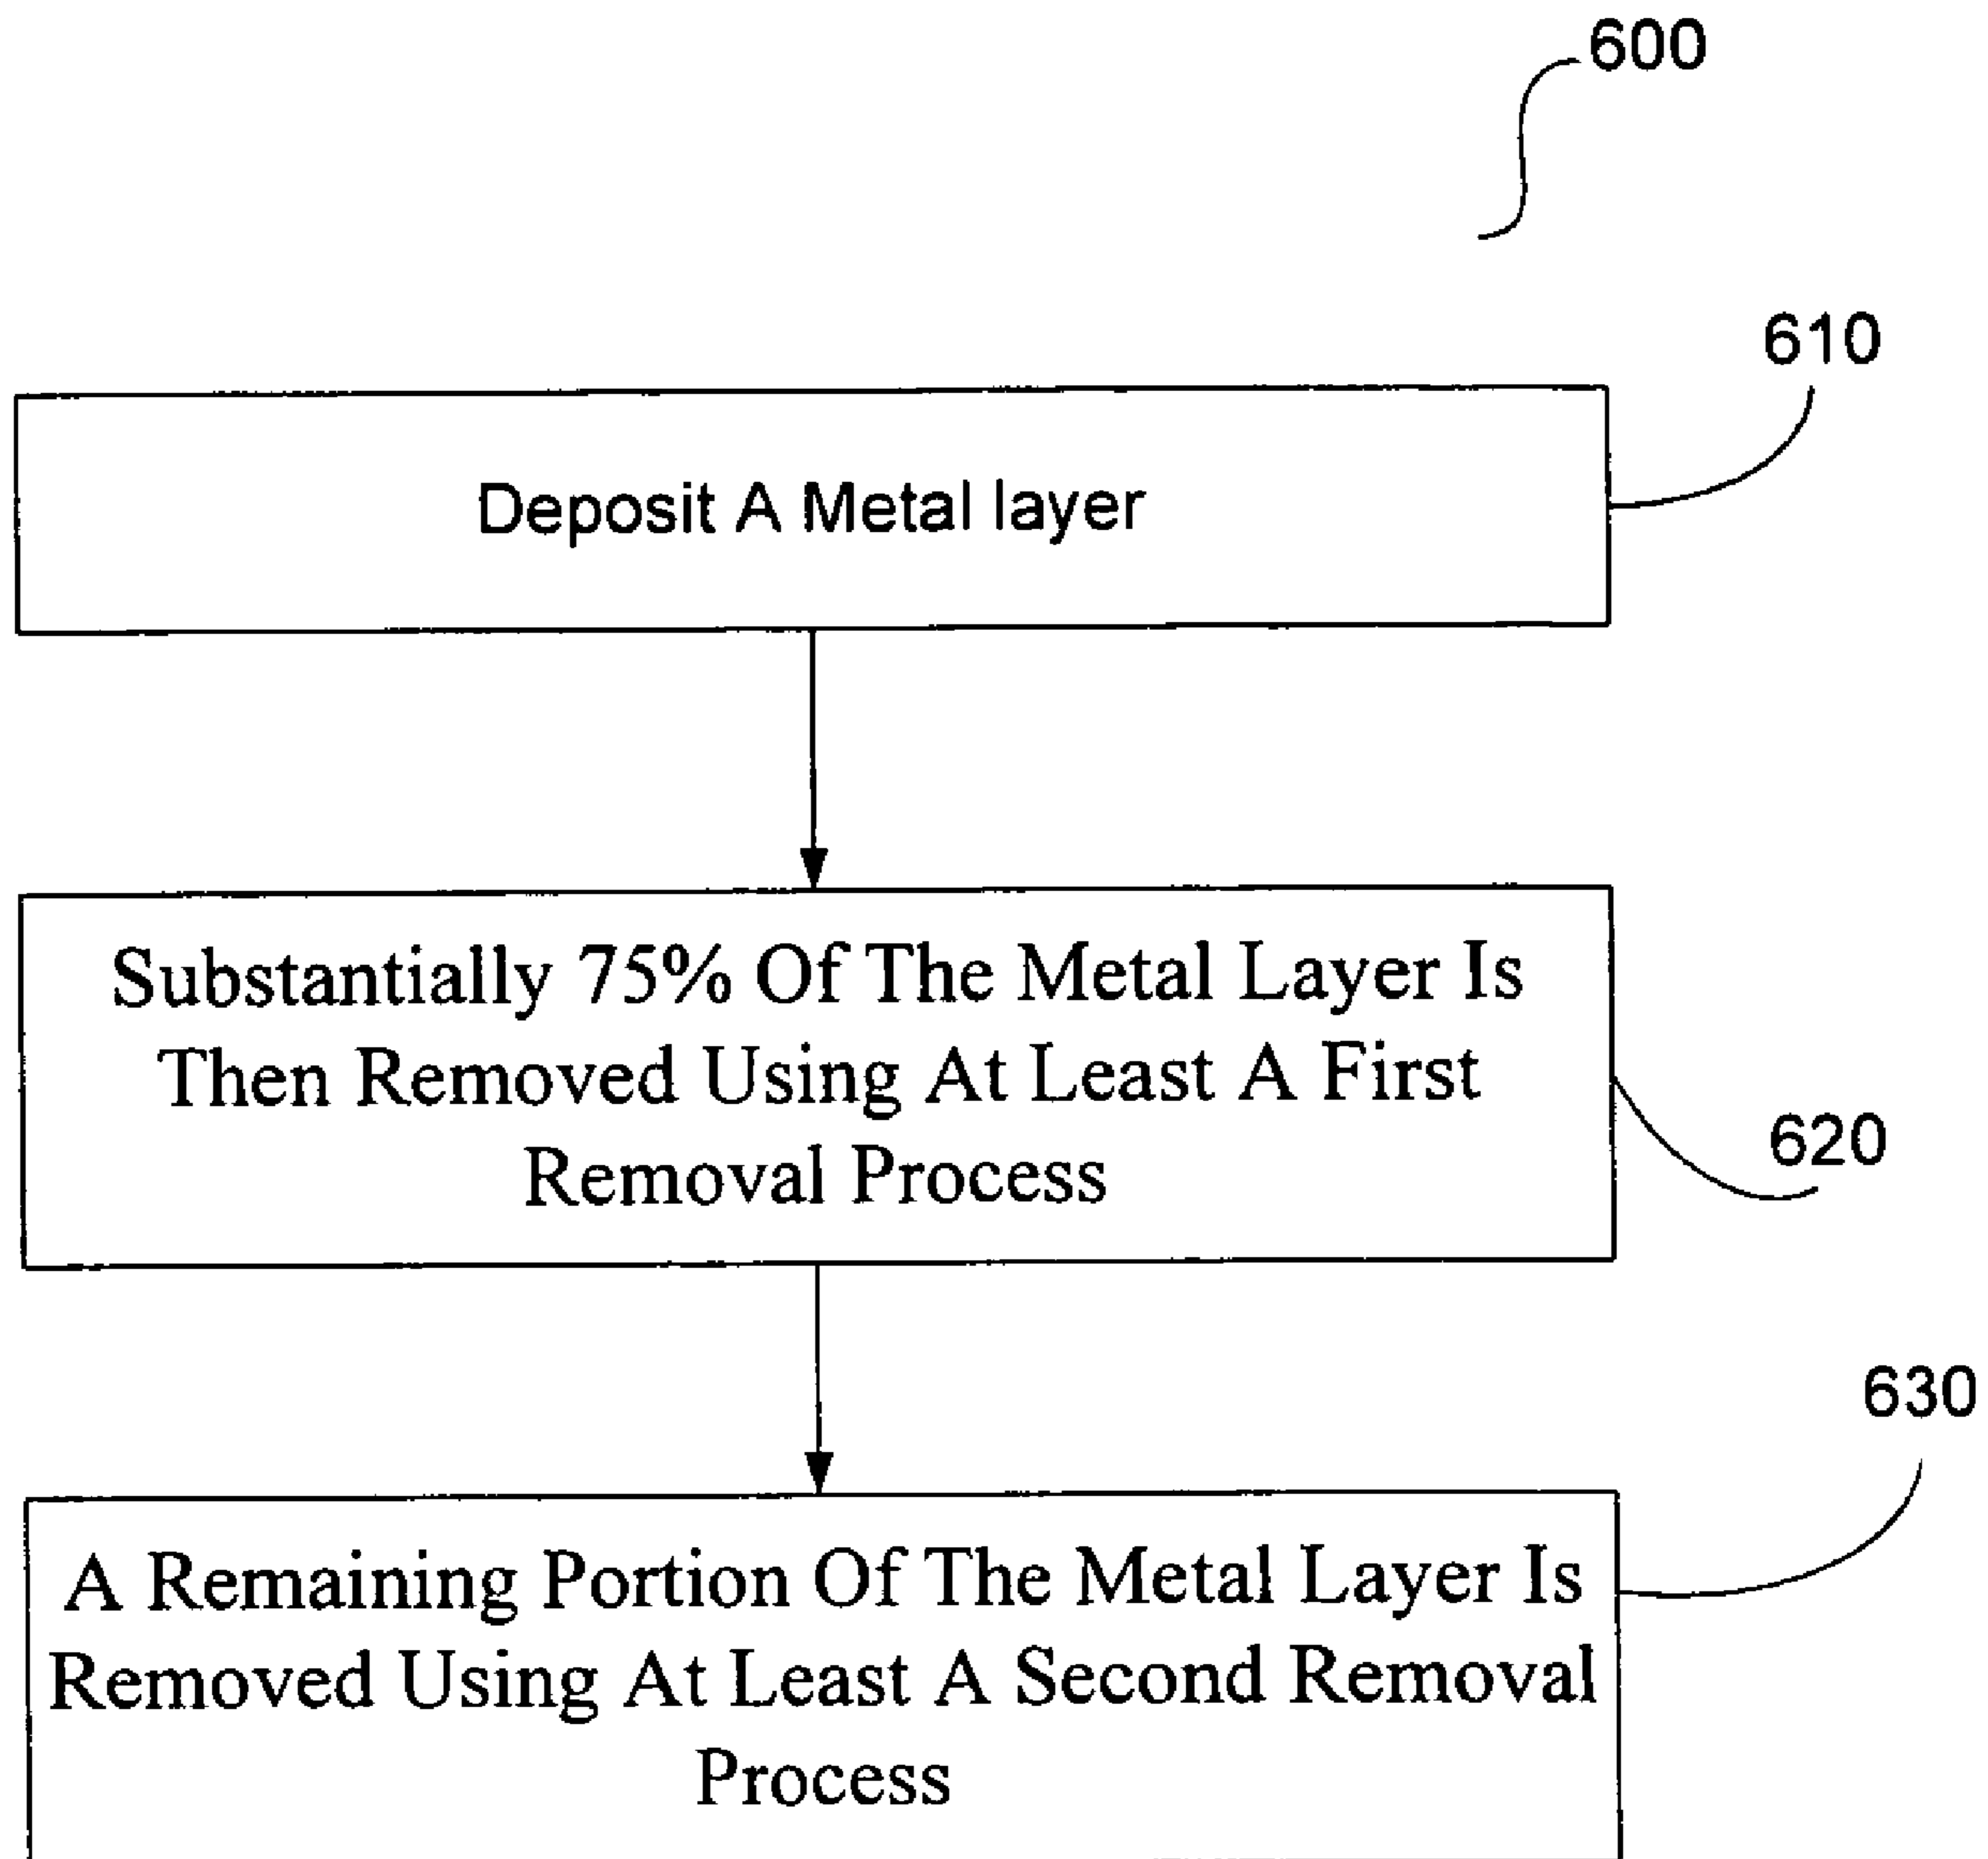 600
610
Deposit A Metal layer
Substantially 75% Of The Metal Layer Is
Then Removed Using At Least A First
Removal Process
620
630
A Remaining Portion Of The Metal Layer Is
Removed Using At Least A Second Removal
Process